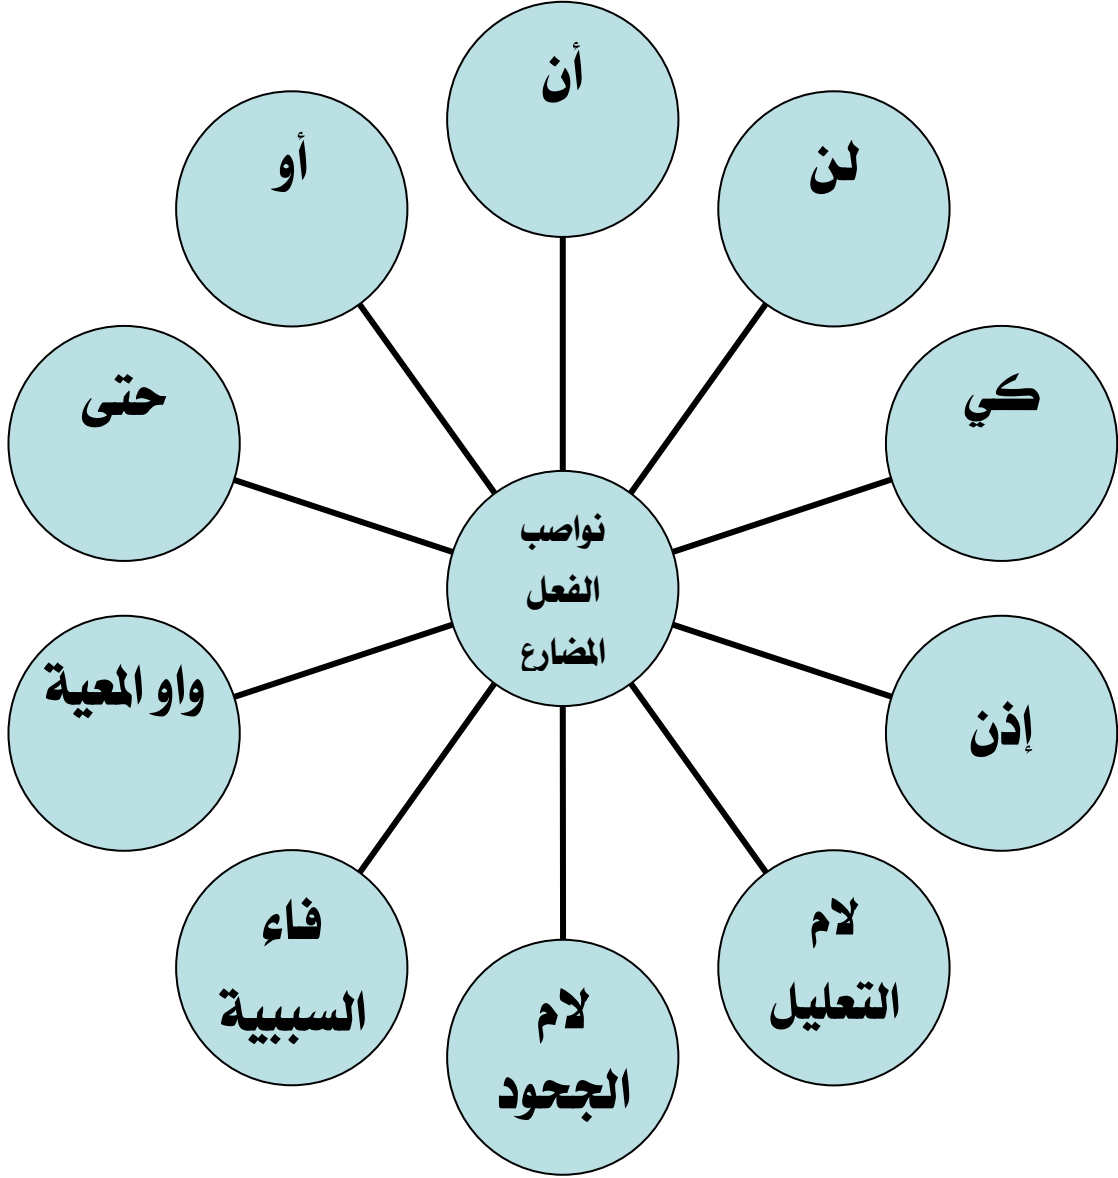 نواصب
الفعل
المضارع
أن
لن
كي
إذن
لام
التعليل
لام
الجحود
فاء
السببية
واو المعية
حتى
أو